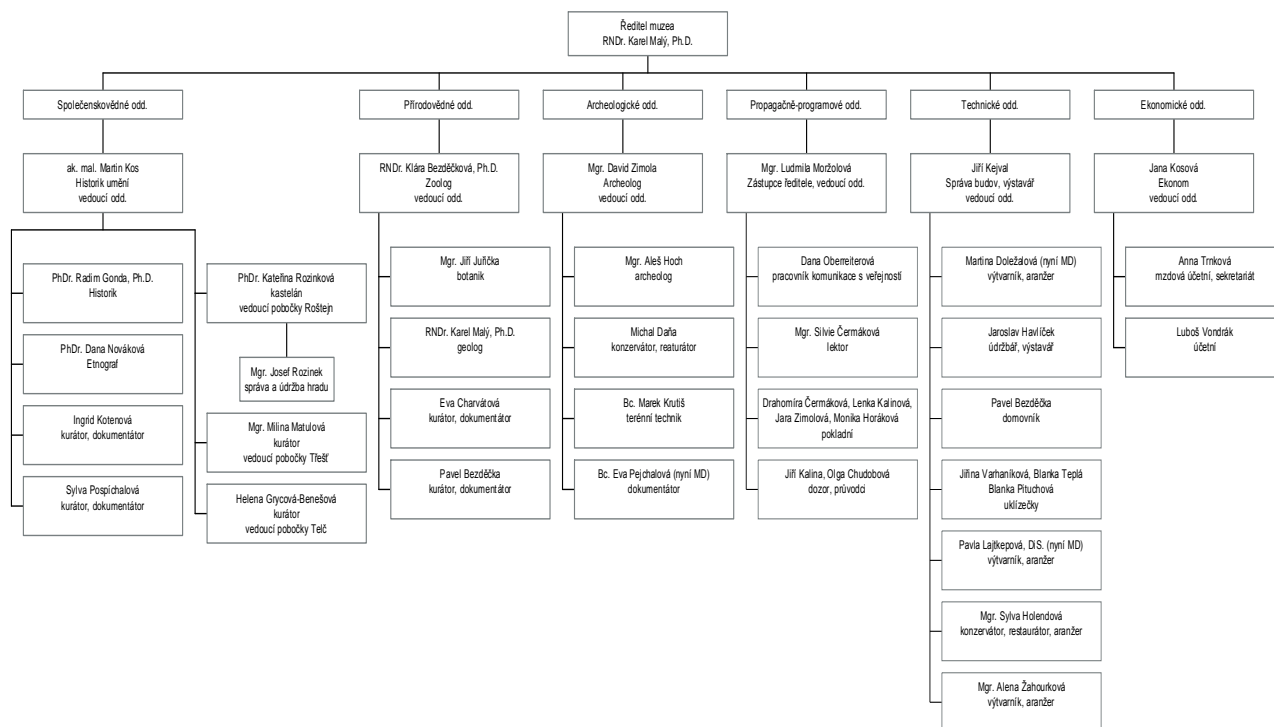 Ředitel muzea
RNDr. Karel Malý, Ph.D.
Společenskovědné odd.
Přírodovědné odd.
Archeologické odd.
Propagačně-programové odd.
Technické odd.
Ekonomické odd.
ak. mal. Martin Kos
Historik umění
vedoucí odd.
RNDr. Klára Bezděčková, Ph.D.
Zoolog
vedoucí odd.
Mgr. David Zimola
Archeolog
vedoucí odd.
Mgr. Ludmila Moržolová
Zástupce ředitele, vedoucí odd.
Jiří Kejval
Správa budov, výstavář
vedoucí odd.
Jana Kosová
Ekonom
vedoucí odd.
PhDr. Radim Gonda, Ph.D.
Historik
PhDr. Dana Nováková
Etnograf
Ingrid Kotenová
kurátor, dokumentátor
Sylva Pospíchalová
kurátor, dokumentátor
PhDr. Kateřina Rozinková
kastelán
vedoucí pobočky Roštejn
Mgr. Josef Rozinek
správa a údržba hradu
Mgr. Milina Matulová
kurátor
vedoucí pobočky Třešť
Helena Grycová-Benešová
kurátor
vedoucí pobočky Telč
Mgr. Jiří Juřička
botanik
RNDr. Karel Malý, Ph.D.
geolog
Eva Charvátová
kurátor, dokumentátor
Pavel Bezděčka
kurátor, dokumentátor
Mgr. Aleš Hoch
archeolog
Michal Daňa
konzervátor, reaturátor
Bc. Marek Krutiš
terénní technik
Bc. Eva Pejchalová (nyní MD)
dokumentátor
Dana Oberreiterová
pracovník komunikace s veřejností
Mgr. Silvie Čermáková
lektor
Drahomíra Čermáková, Lenka Kalinová,
Jara Zimolová, Monika Horáková
pokladní
Jiří Kalina, Olga Chudobová
dozor, průvodci
Martina Doležalová (nyní MD)
výtvarník, aranžer
Jaroslav Havlíček
údržbář, výstavář
Pavel Bezděčka
domovník
Jiřina Varhaníková, Blanka Teplá
Blanka Pituchová
uklízečky
Pavla Lajtkepová, DiS. (nyní MD)
výtvarník, aranžer
Mgr. Sylva Holendová
konzervátor, restaurátor, aranžer
Mgr. Alena Žahourková
výtvarník, aranžer
Anna Trnková
mzdová účetní, sekretariát
Luboš Vondrák
účetní